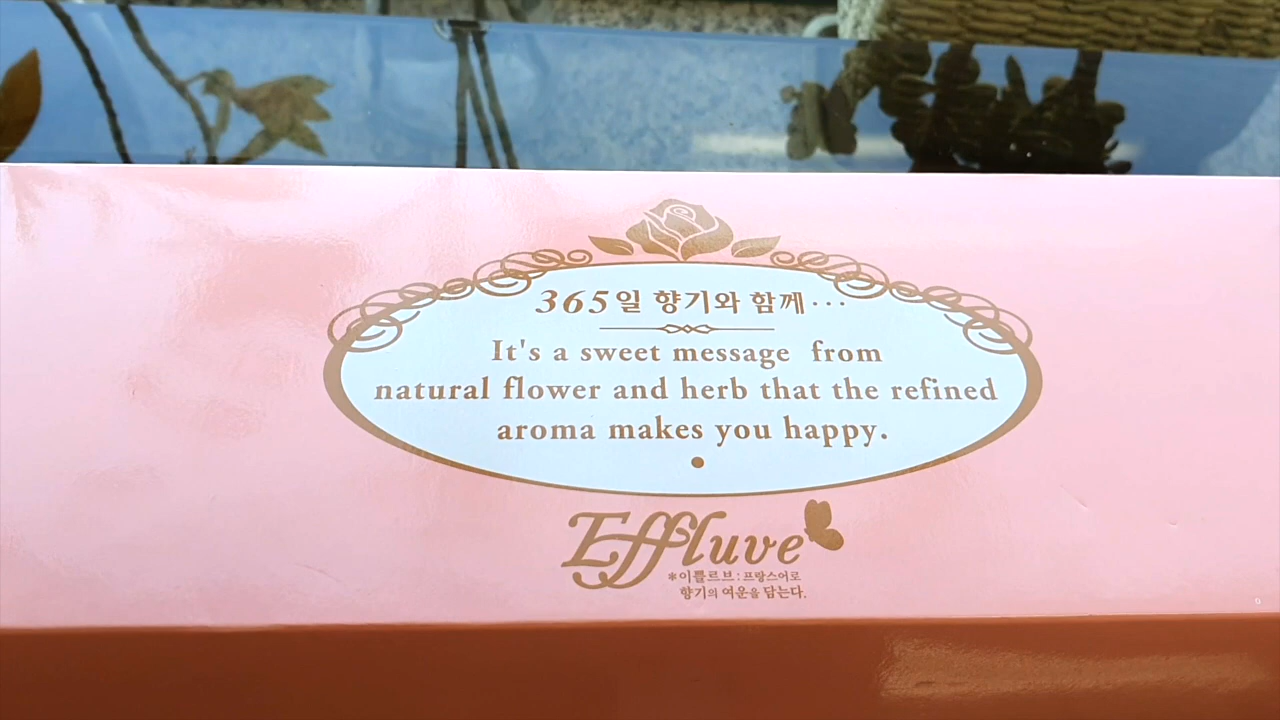 365일 향기와 함께...
It's a sweet message from
natural flower and herb that the refined
aroma makes you happy.
Effluve
*이쁠르브:프랑스어로
향기의 여운을 담는다.